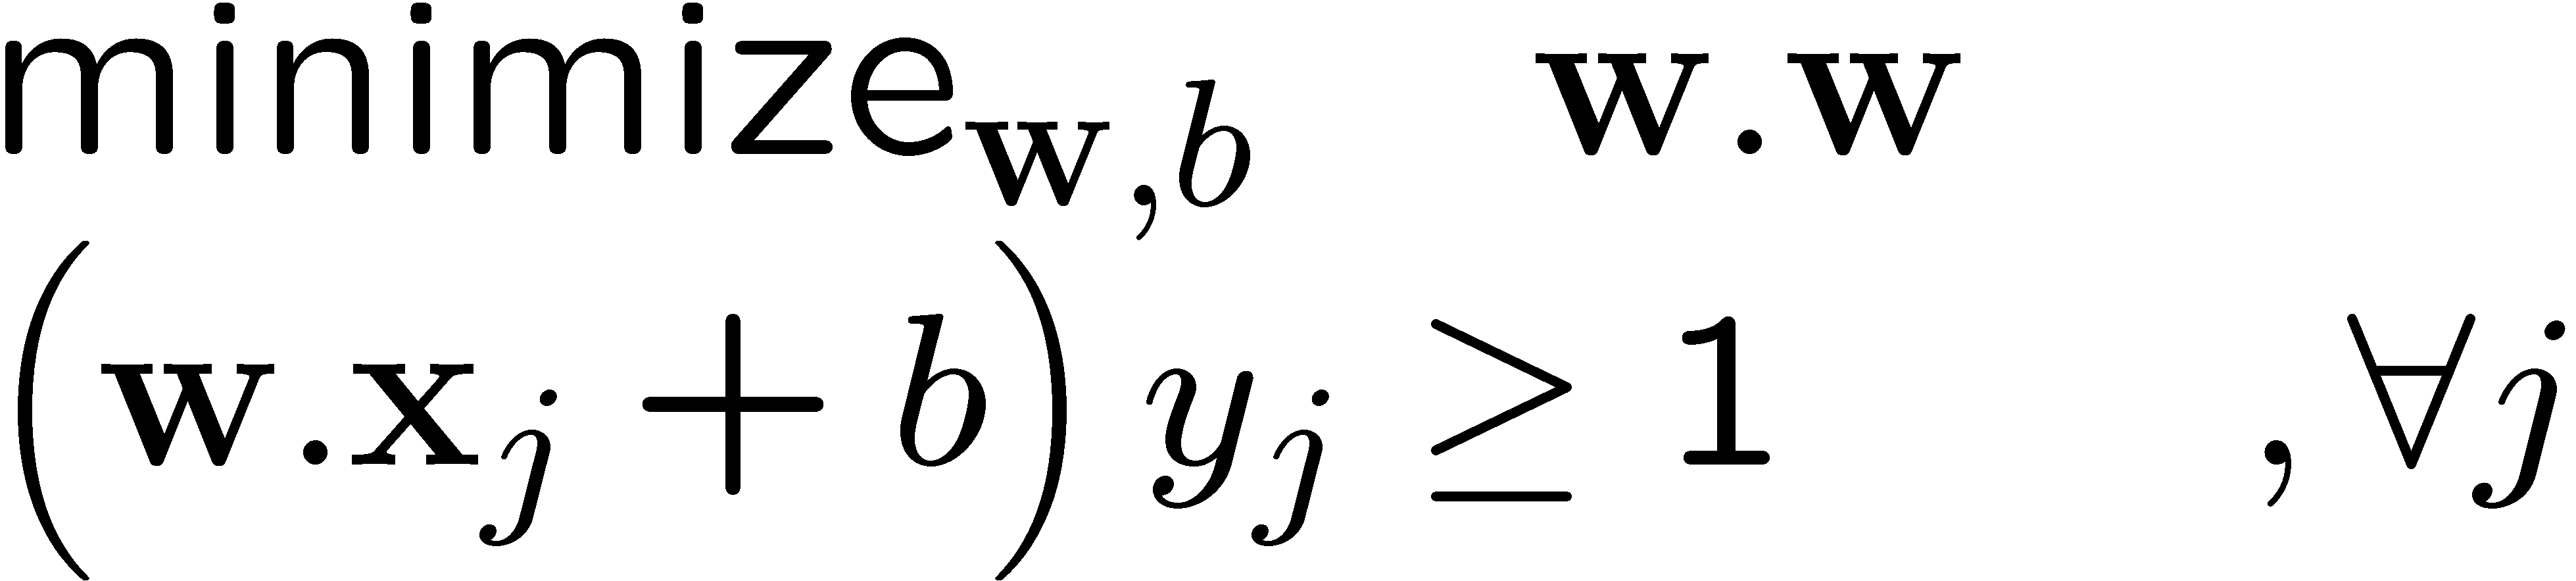 minimize_{w,b} w.w
(w.x_j + b) y_j ≥ 1 , ∀j